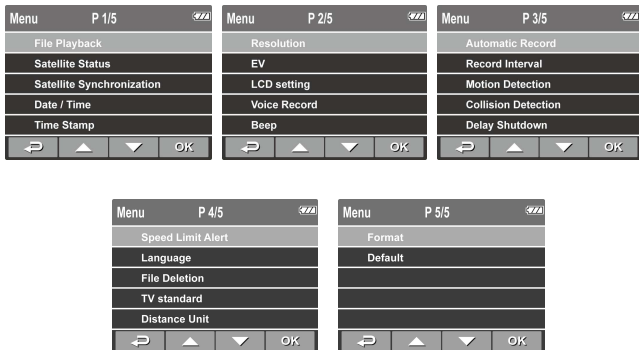 Menu P 1/5
File Playback
Satellite Status
Satellite Synchronization
Date / Time
Time Stamp
OK
Menu P 2/5
Resolution
EV
LCD setting
Voice Record
Beep
OK
Menu P 3/5
Automatic Record
Record Interval
Motion Detection
Collision Detection
Delay Shutdown
OK
Menu P 4/5
Speed Limit Alert
Language
File Deletion
TV standard
Distance Unit
OK
Menu P 5/5
Format
Default
OK